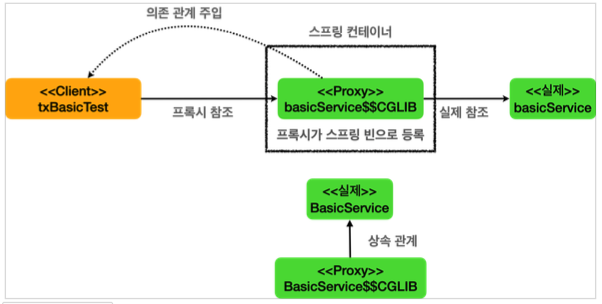 의존 관계 주입
스프링 컨테이너
<<Client>>
txBasicTest
프록시 참조
<<Proxy>>
basicService$$CGLIB
프록시가 스프링 빈으로 등록
실제 참조
<<실제>>
basicService
<<실제>>
BasicService
상속 관계
<<Proxy>>
BasicService$$CGLIB